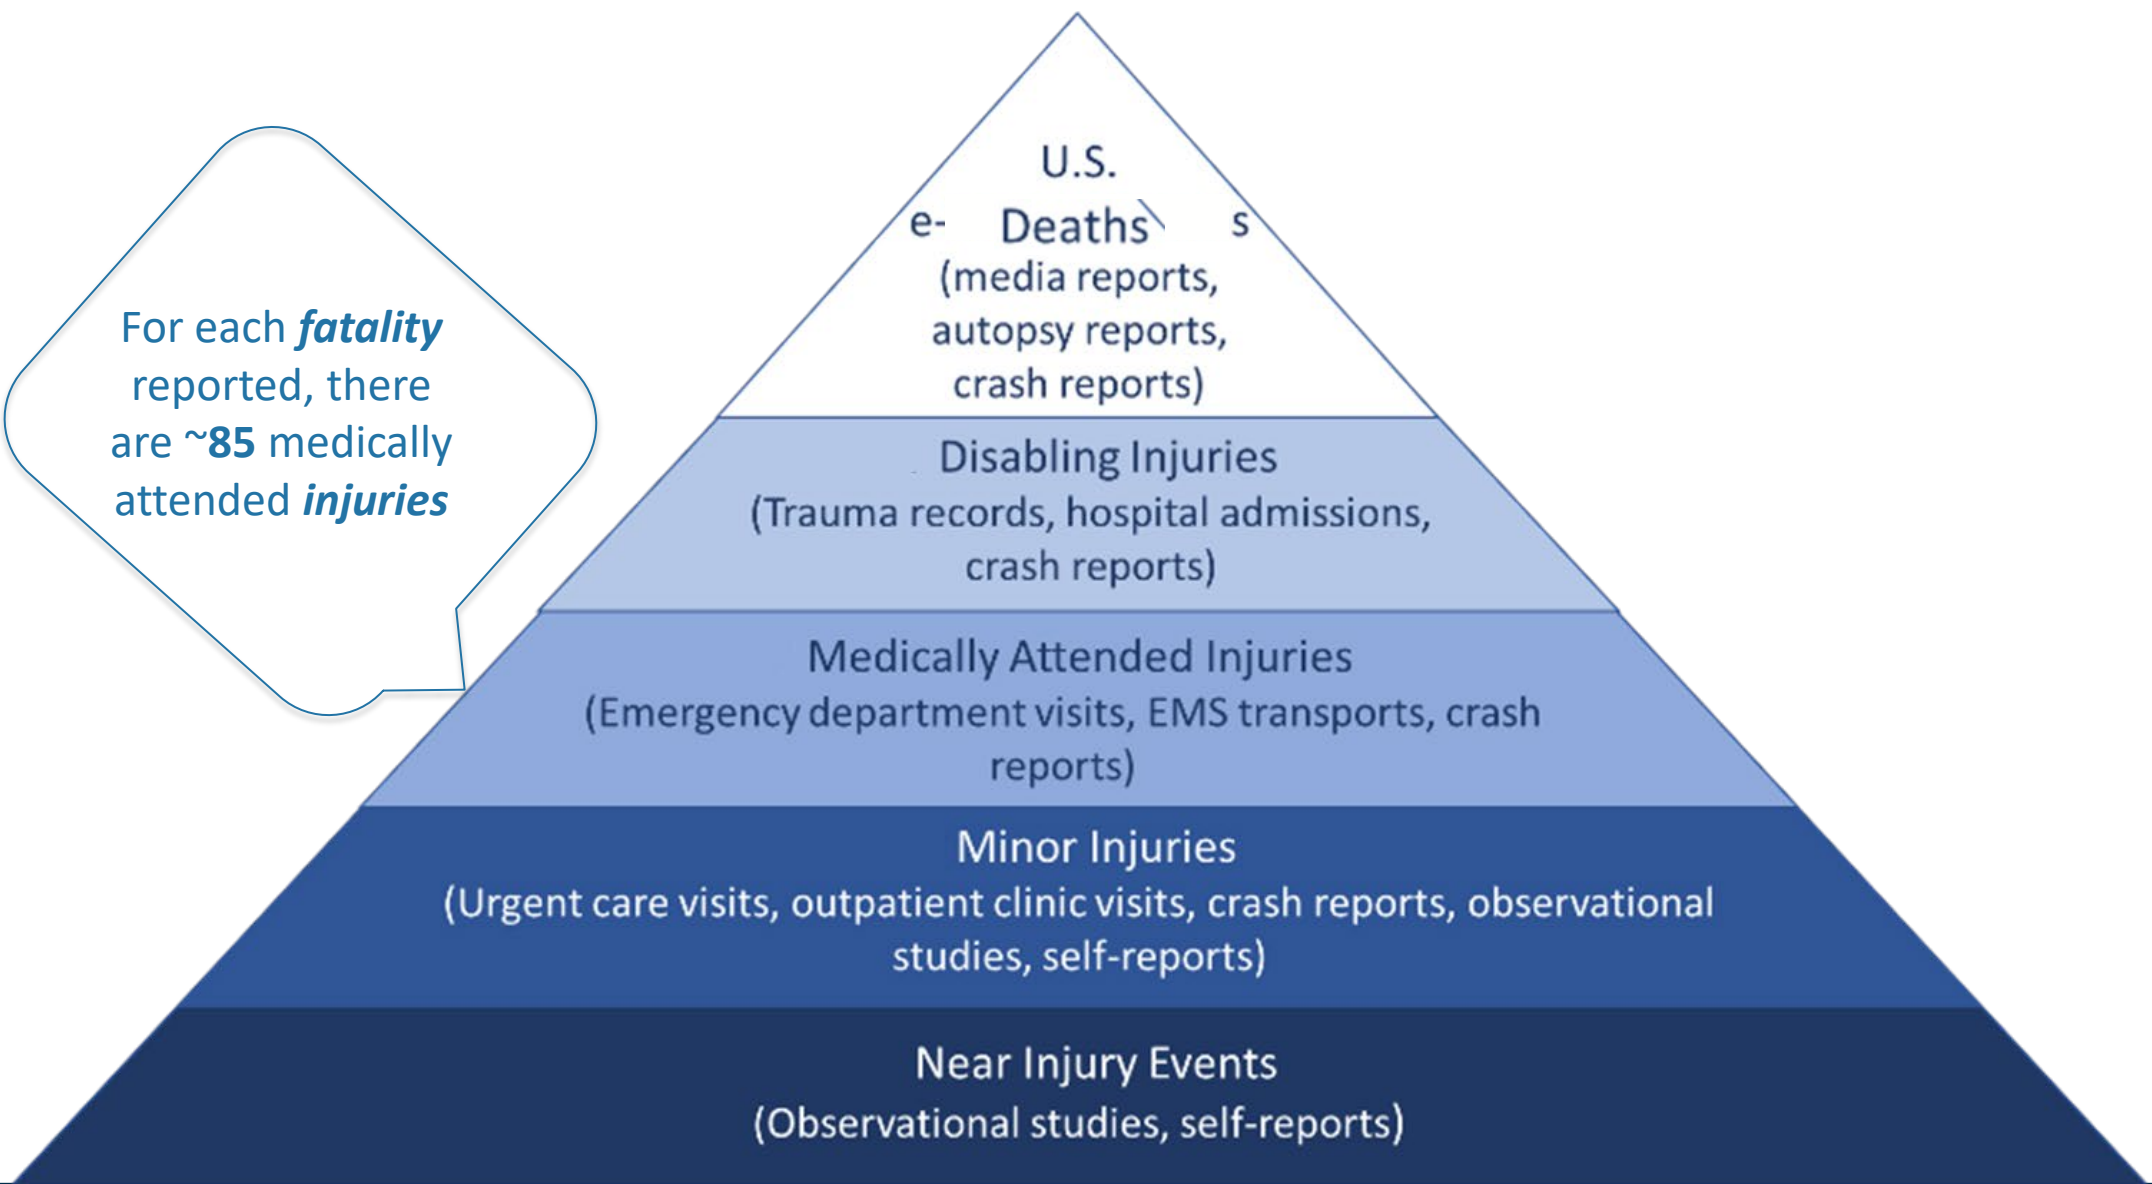 For each fatality
reported, there
are ~85 medically
attended injuries
U.S.
e- Deaths s
(media reports,
autopsy reports,
crash reports)
Disabling Injuries
(Trauma records, hospital admissions,
crash reports)
Medically Attended Injuries
(Emergency department visits, EMS transports, crash
reports)
Minor Injuries
(Urgent care visits, outpatient clinic visits, crash reports, observational
studies, self-reports)
Near Injury Events
(Observational studies, self-reports)